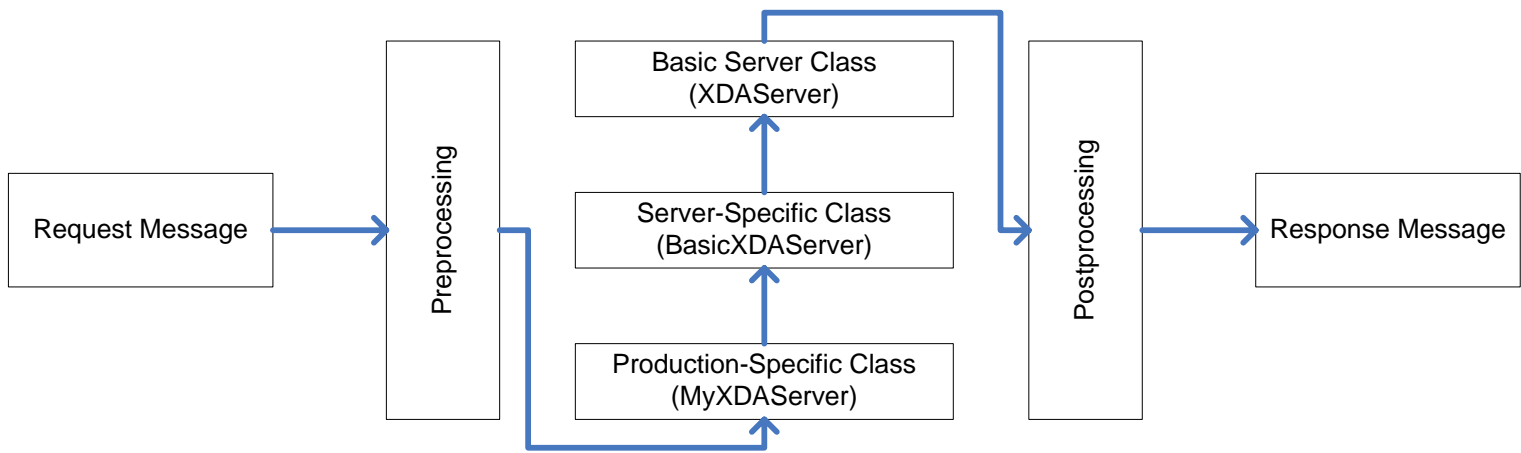 Request Message
Preprocessing
Basic Server Class
(XDAServer)
Server-Specific Class
(BasicXDAServer)
Production-Specific Class
(MyXDAServer)
Postprocessing
Response Message